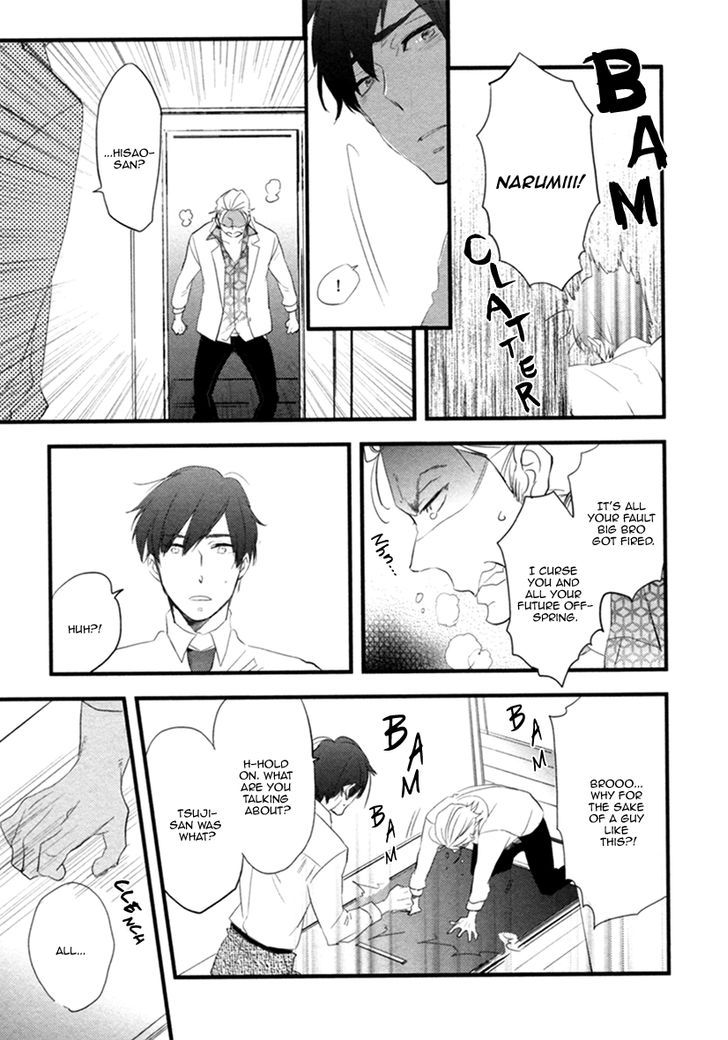 BAM
NARUMIII!
CLATTER
!
...HISAO-
SAN?
IT'S ALL
YOUR FAULT
BIG BRO
GOT FIRED.
I CURSE
YOU AND
ALL YOUR
FUTURE OFF-
SPRING.
Nhn...
HUH?!
BAM
BROOO...
WHY FOR
THE SAKE
OF A GUY
LIKE
THIS?!
BAM
BAM
H-HOLD
ON. WHAT
ARE YOU
TALKING
ABOUT?
TSUJI-
SAN WAS
WHAT?
CLENCH
ALL...